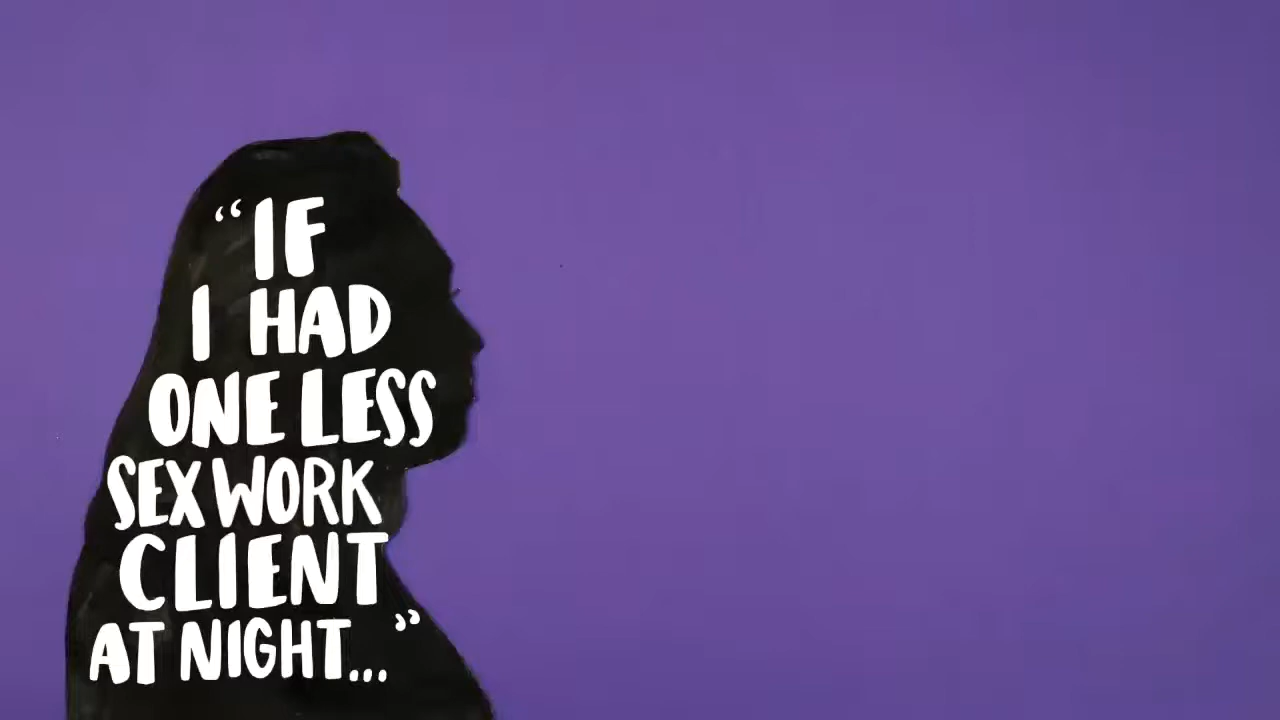 “IF
I HAD
ONE LESS
SEX WORK
CLIENT
AT NIGHT...”